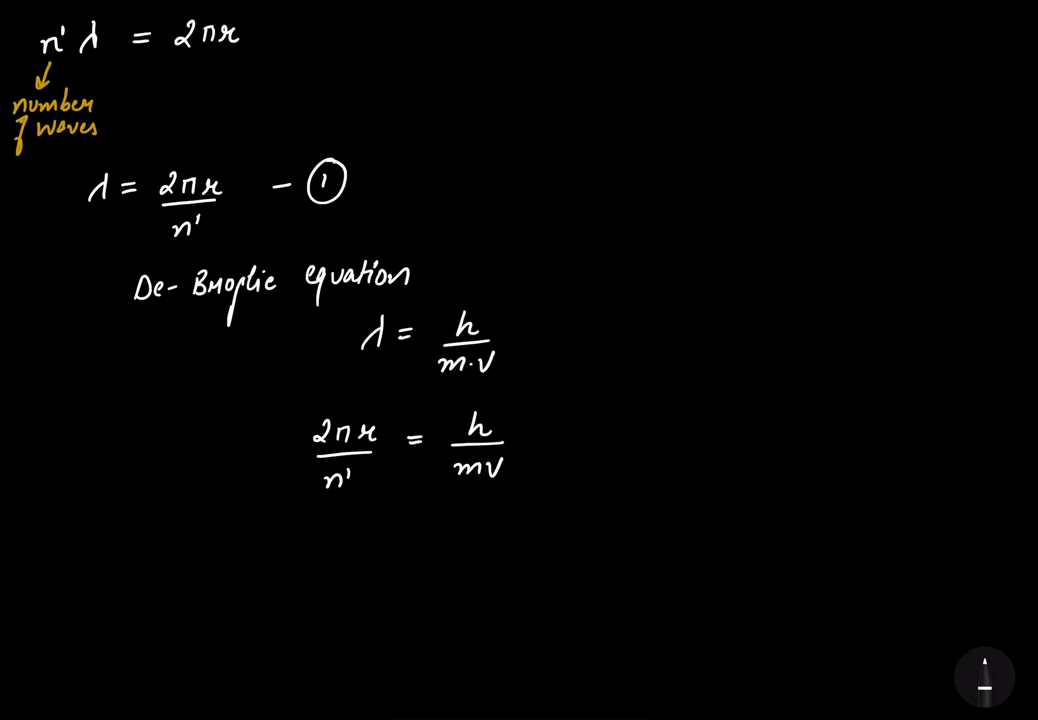 n'λ = 2πr
number
of waves
λ = 2πr/n' - ①
De-Broglie equation
λ = h/m·v
2πr/n' = h/mv